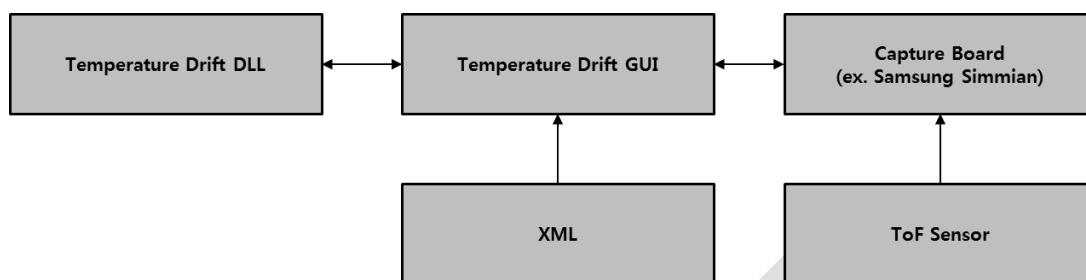 Temperature Drift DLL
Temperature Drift GUI
Capture Board
(ex. Samsung Simmian)
XML
ToF Sensor